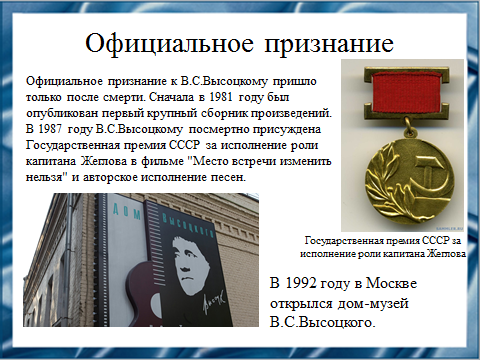 Официальное признание
Официальное признание к В.С.Высоцкому пришло
только после смерти. Сначала в 1981 году был
опубликован первый крупный сборник произведений.
В 1987 году В.С.Высоцкому посмертно присуждена
Государственная премия СССР за исполнение роли
капитана Жеглова в фильме "Место встречи изменить
нельзя" и авторское исполнение песен.
ДОМ ВЫСОЦКОГО
Государственная премия СССР за
исполнение роли капитана Жеглова
В 1992 году в Москве
открылся дом-музей
В.С.Высоцкого.